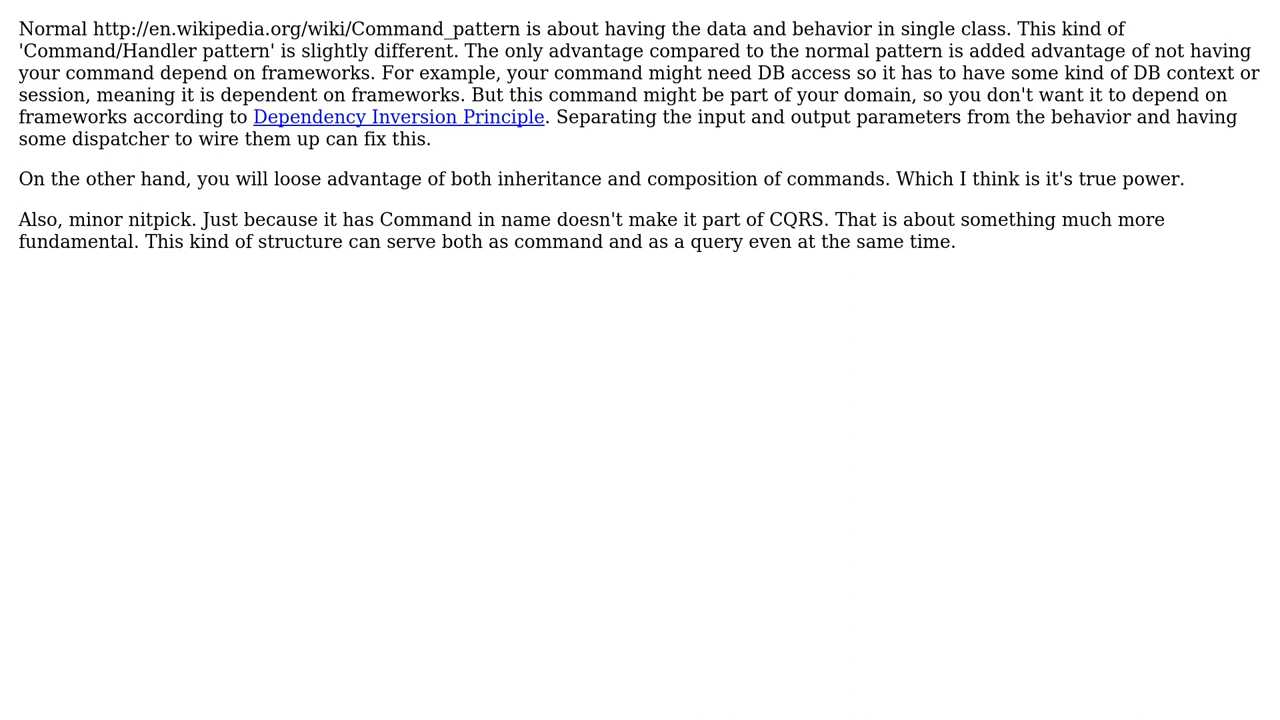 Normal http://en.wikipedia.org/wiki/Command_pattern is about having the data and behavior in single class. This kind of
'Command/Handler pattern' is slightly different. The only advantage compared to the normal pattern is added advantage of not having
your command depend on frameworks. For example, your command might need DB access so it has to have some kind of DB context or
session, meaning it is dependent on frameworks. But this command might be part of your domain, so you don't want it to depend on
frameworks according to Dependency Inversion Principle. Separating the input and output parameters from the behavior and having
some dispatcher to wire them up can fix this.
On the other hand, you will loose advantage of both inheritance and composition of commands. Which I think is it's true power.
Also, minor nitpick. Just because it has Command in name doesn't make it part of CQRS. That is about something much more
fundamental. This kind of structure can serve both as command and as a query even at the same time.